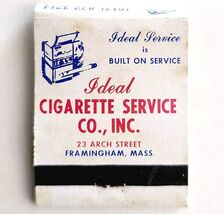 Ideal Service
is
BUILT ON SERVICE
Ideal
CIGARETTE SERVICE
CO., INC.
23 ARCH STREET
FRAMINGHAM, MASS.